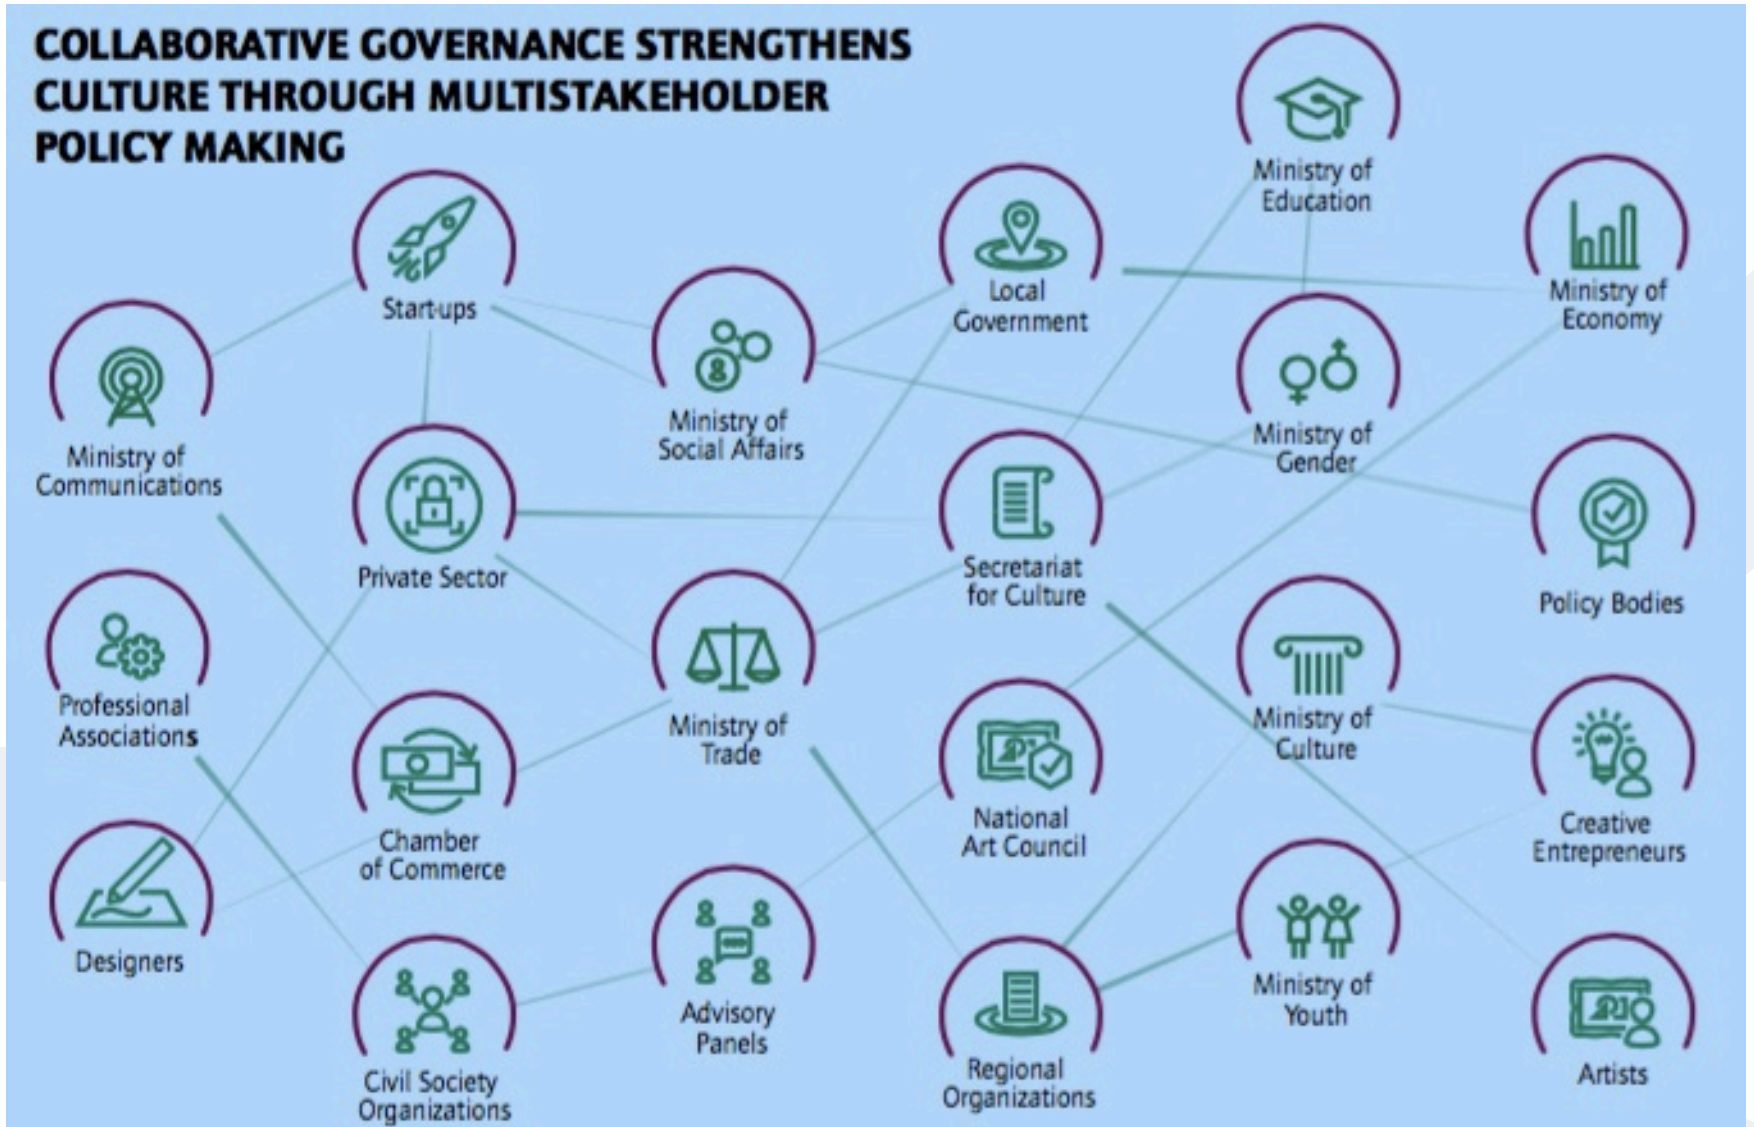 COLLABORATIVE GOVERNANCE STRENGTHENS
CULTURE THROUGH MULTISTAKEHOLDER
POLICY MAKING
Ministry of
Education
Start-ups
Local
Government
Ministry of
Economy
Ministry of
Communications
Ministry of
Social Affairs
Ministry of
Gender
Private Sector
Secretariat
for Culture
Policy Bodies
Professional
Associations
Ministry of
Trade
Ministry of
Culture
Chamber
of Commerce
National
Art Council
Creative
Entrepreneurs
Designers
Advisory
Panels
Ministry of
Youth
Civil Society
Organizations
Regional
Organizations
Artists